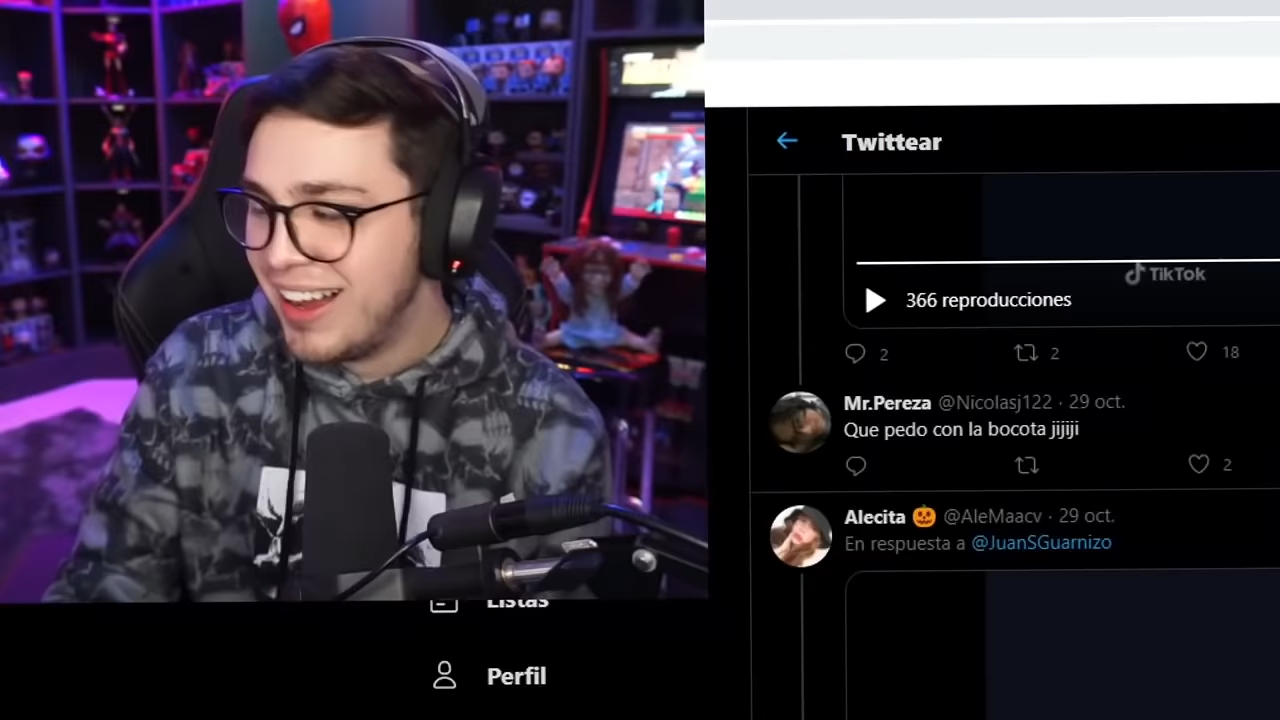 Twittear
TikTok
366 reproducciones
2
2
18
Mr.Pereza @Nicolasj122 · 29 oct.
Que pedo con la bocota jijiji
2
Alecita 🎃 @AleMaacv · 29 oct.
En respuesta a @JuanSGuarnizo
Listas
Perfil